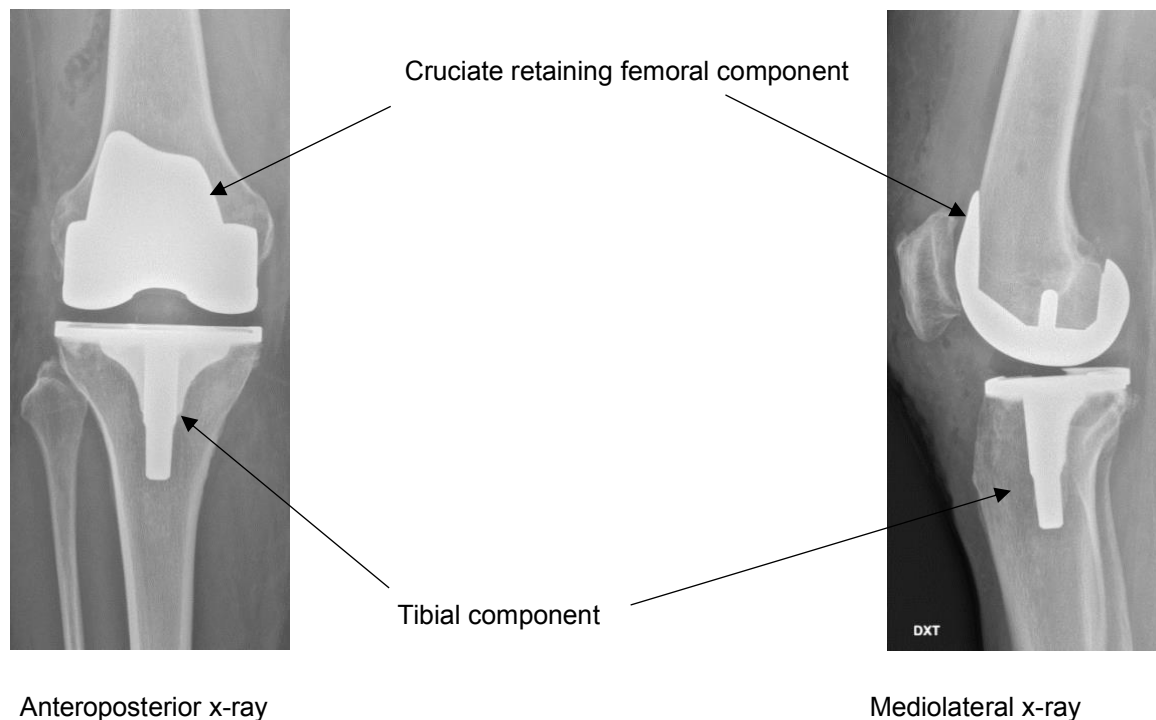 Cruciate retaining femoral component
Tibial component
DXT
Anteroposterior x-ray
Mediolateral x-ray